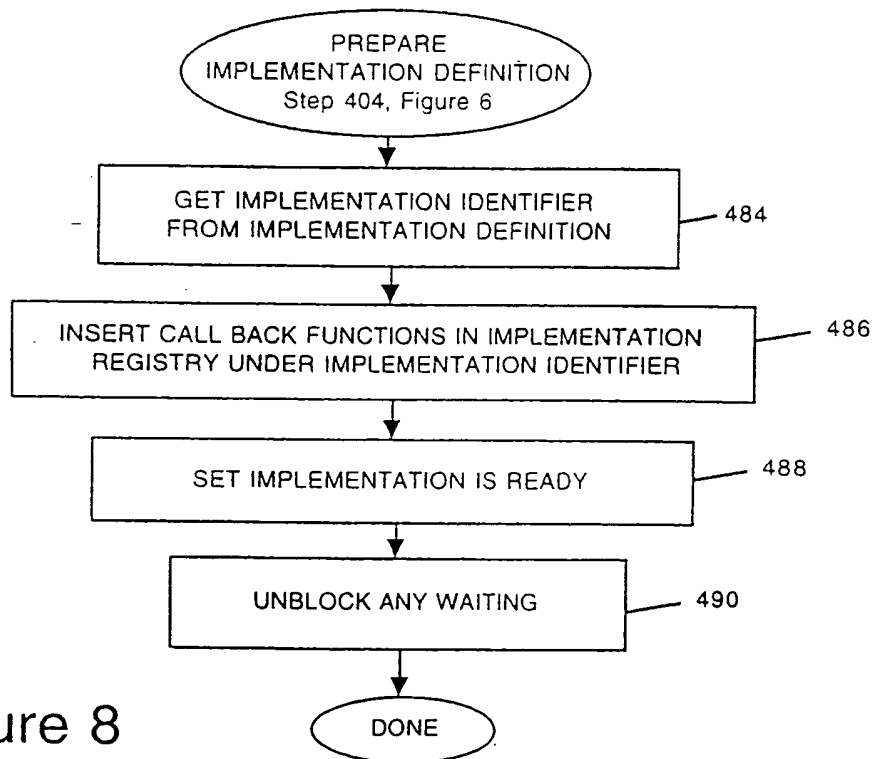 PREPARE
IMPLEMENTATION DEFINITION
Step 404, Figure 6
GET IMPLEMENTATION IDENTIFIER
FROM IMPLEMENTATION DEFINITION
484
INSERT CALL BACK FUNCTIONS IN IMPLEMENTATION
REGISTRY UNDER IMPLEMENTATION IDENTIFIER
486
SET IMPLEMENTATION IS READY
488
UNBLOCK ANY WAITING
490
DONE
ure 8